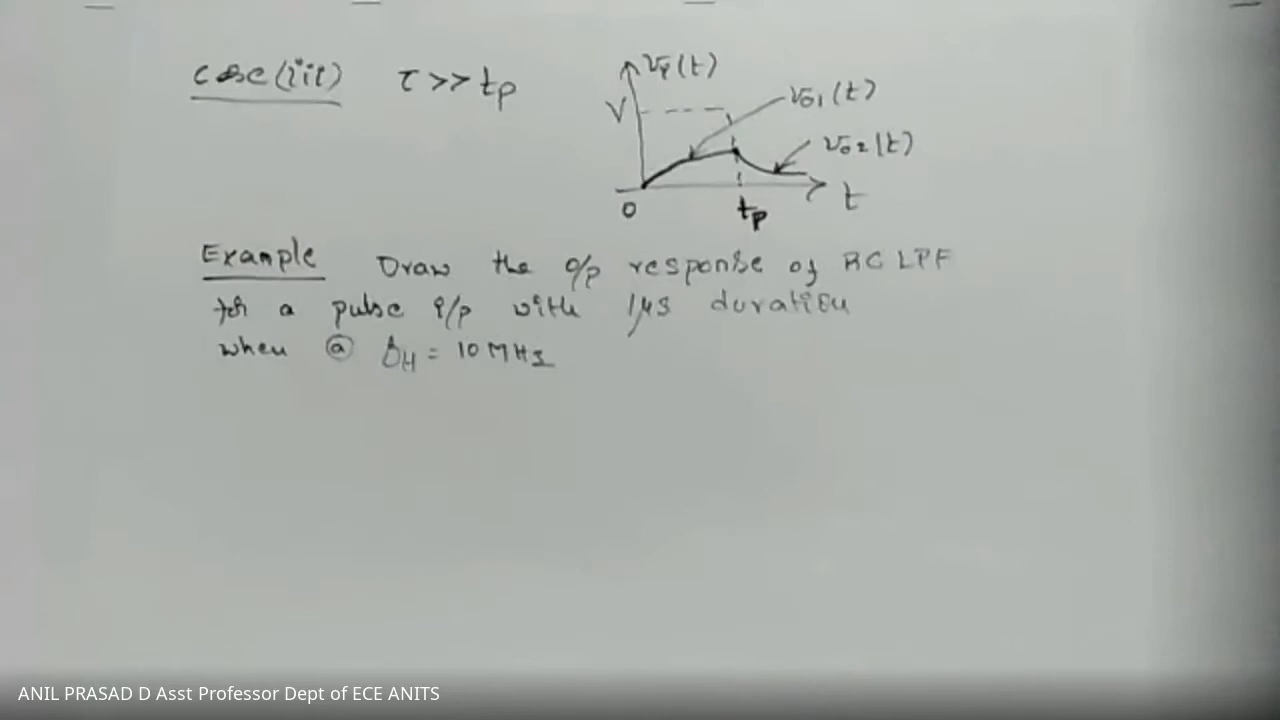 case(iii) τ >> tp
vi(t)
V
vo1(t)
vo2(t)
0
tp
t
Example Draw the o/p response of RC LPF
for a pulse i/p with 1μs duration
when ⓐ fH = 10 MHz
ANIL PRASAD D Asst Professor Dept of ECE ANITS